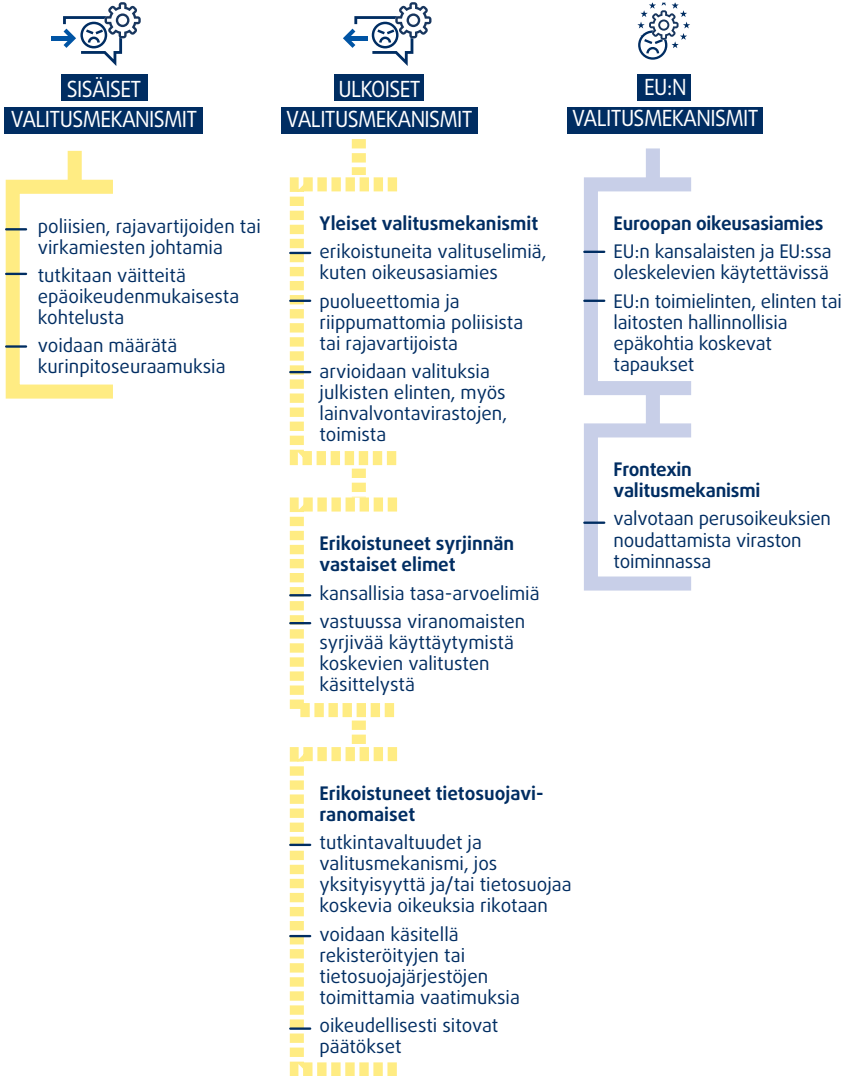 SISÄISET
VALITUSMEKANISMIT
poliisien, rajavartijoiden tai
virkamiesten johtamia
tutkitaan väitteitä
epäoikeudenmukaisesta
kohtelusta
voidaan määrätä
kurinpitoseuraamuksia
ULKOISET
VALITUSMEKANISMIT
Yleiset valitusmekanismit
erikoistuneita valituselimiä,
kuten oikeusasiamies
puolueettomia ja
riippumattomia poliisista
tai rajavartijoista
arvioidaan valituksia
julkisten elinten, myös
lainvalvontavirastojen,
toimista
Erikoistuneet syrjinnän
vastaiset elimet
kansallisia tasa-arvoelimiä
vastuussa viranomaisten
syrjivää käyttäytymistä
koskevien valitusten
käsittelystä
Erikoistuneet tietosuojavi-
ranomaiset
tutkintavaltuudet ja
valitusmekanismi, jos
yksityisyyttä ja/tai tietosuojaa
koskevia oikeuksia rikotaan
voidaan käsitellä
rekisteröityjen tai
tietosuojajärjestöjen
toimittamia vaatimuksia
oikeudellisesti sitovat
päätökset
EU:N
VALITUSMEKANISMIT
Euroopan oikeusasiamies
EU:n kansalaisten ja EU:ssa
oleskelevien käytettävissä
EU:n toimielinten, elinten tai
laitosten hallinnollisia
epäkohtia koskevat
tapaukset
Frontexin
valitusmekanismi
valvotaan perusoikeuksien
noudattamista viraston
toiminnassa